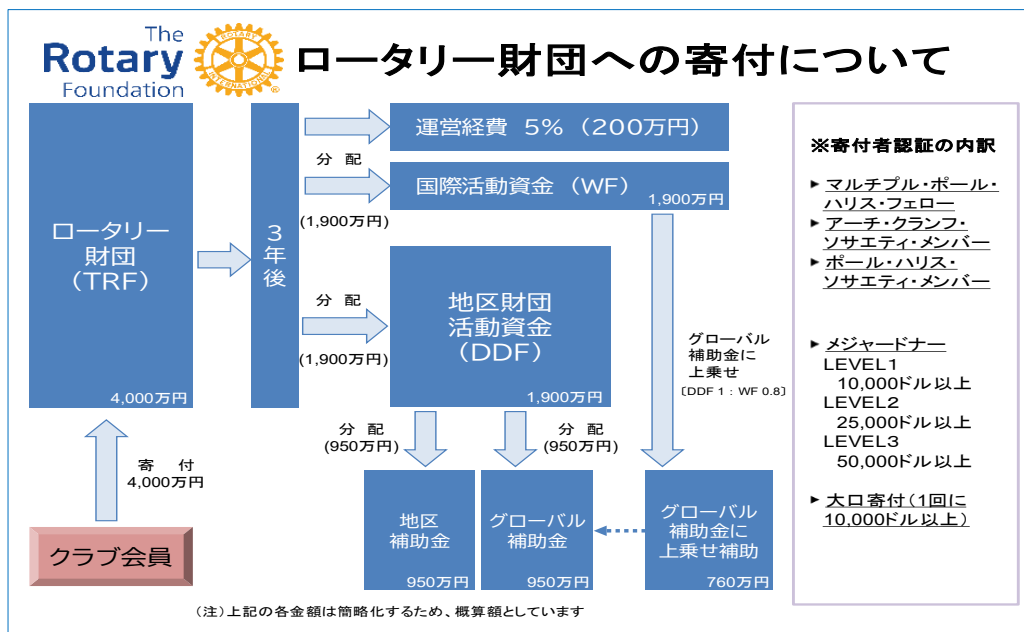 The
Rotary
Foundation
ROTARY
INTERNATIONAL
ロータリー財団への寄付について
ロータリー
財団
(TRF)
4,000万円
3
年
後
運営経費 5% (200万円)
分 配
国際活動資金 (WF)
1,900万円
(1,900万円)
分 配
(1,900万円)
地区財団
活動資金
(DDF)
1,900万円
グローバル
補助金に
上乗せ
〔DDF 1 : WF 0.8〕
分 配
(950万円)
分 配
(950万円)
寄 付
4,000万円
クラブ会員
地区
補助金
950万円
グローバル
補助金
950万円
グローバル
補助金に
上乗せ補助
760万円
(注)上記の各金額は簡略化するため、概算額としています
※寄付者認証の内訳
▶ マルチプル・ポール・
ハリス・フェロー
▶ アーチ・クランフ・
ソサエティ・メンバー
▶ ポール・ハリス・
ソサエティ・メンバー
▶ メジャードナー
LEVEL1
10,000ドル以上
LEVEL2
25,000ドル以上
LEVEL3
50,000ドル以上
▶ 大口寄付(1回に
10,000ドル以上)